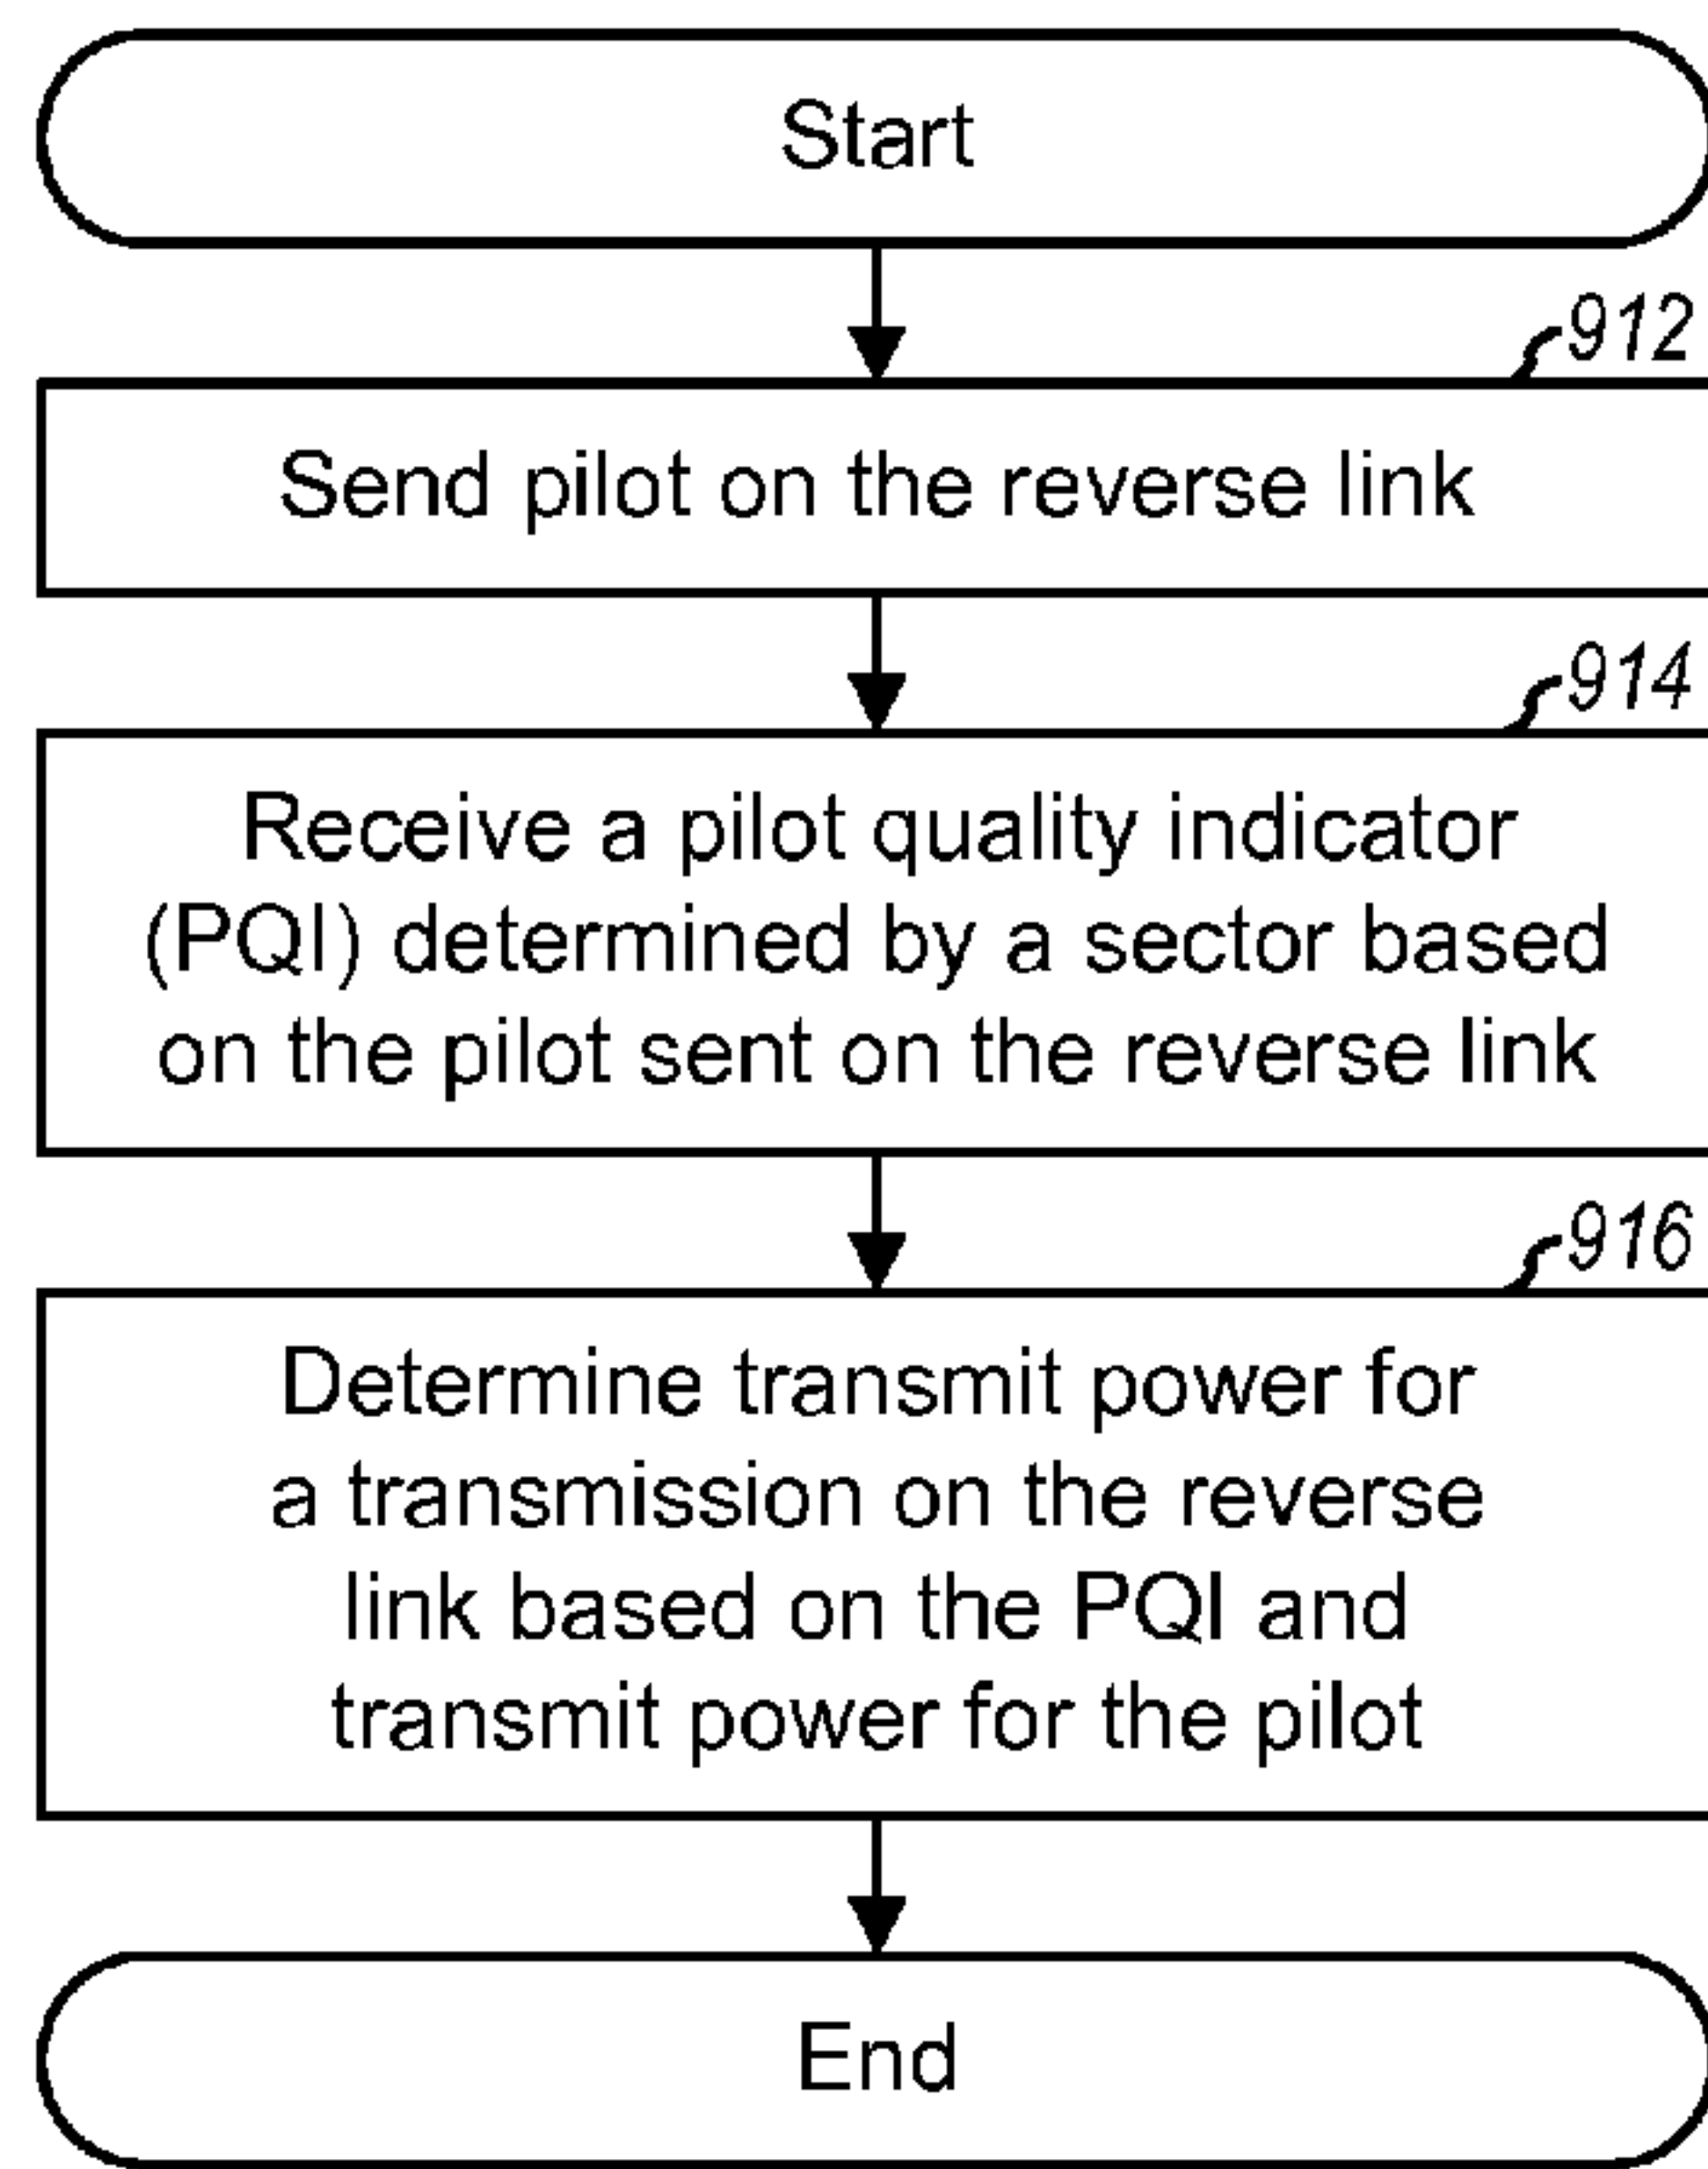 Start
912
Send pilot on the reverse link
914
Receive a pilot quality indicator
(PQI) determined by a sector based
on the pilot sent on the reverse link
916
Determine transmit power for
a transmission on the reverse
link based on the PQI and
transmit power for the pilot
End